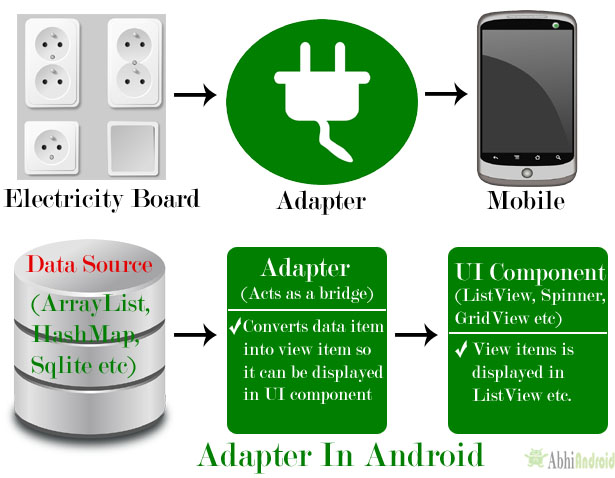 Electricity Board
Adapter
Mobile
Data Source
(ArrayList,
HashMap,
Sqlite etc)
Adapter
(Acts as a bridge)
Converts data item
into view item so
it can be displayed
in UI component
UI Component
(ListView, Spinner,
GridView etc)
View items is
displayed in
ListView etc.
Adapter In Android
AbhiAndroid